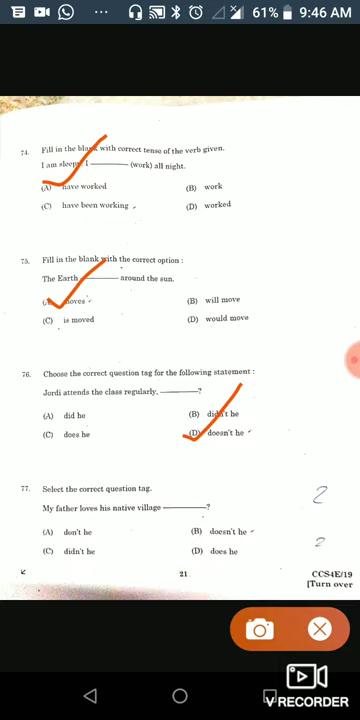 9:46 AM
61%
74. Fill in the blank with correct tense of the verb given.
I am sleepy I ———— (work) all night.
(A) have worked (B) work
(C) have been working (D) worked
75. Fill in the blank with the correct option :
The Earth ———— around the sun.
moves (B) will move
(C) is moved (D) would move
76. Choose the correct question tag for the following statement :
Jordi attends the class regularly, ————?
(A) did he (B) didn't he
(C) does he (D) doesn't he
77. Select the correct question tag.
My father loves his native village ————?
(A) don't he (B) doesn't he
(C) didn't he (D) does he
2
2
21
CCS4E/19
[Turn over
V RECORDER